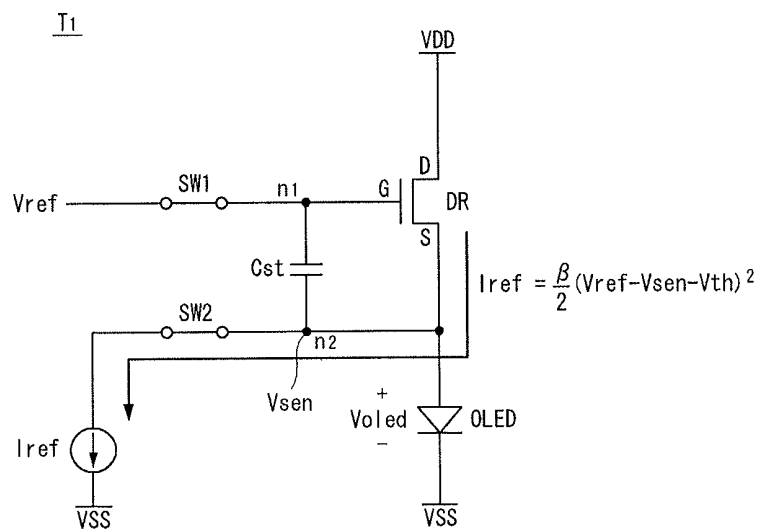 T1
VDD
SW1
n1
D
G
DR
Vref
S
Cst
Iref = β/2 (Vref-Vsen-Vth)²
SW2
n2
Vsen
+
Voled
-
OLED
Iref
VSS
VSS